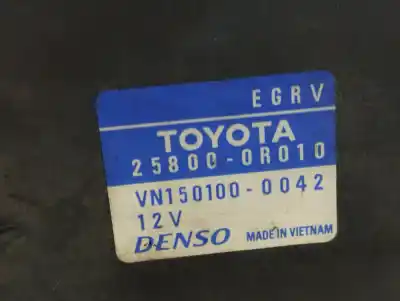 EGRV
TOYOTA
25800-0R010
VN150100-0042
12V
DENSO MADE IN VIETNAM